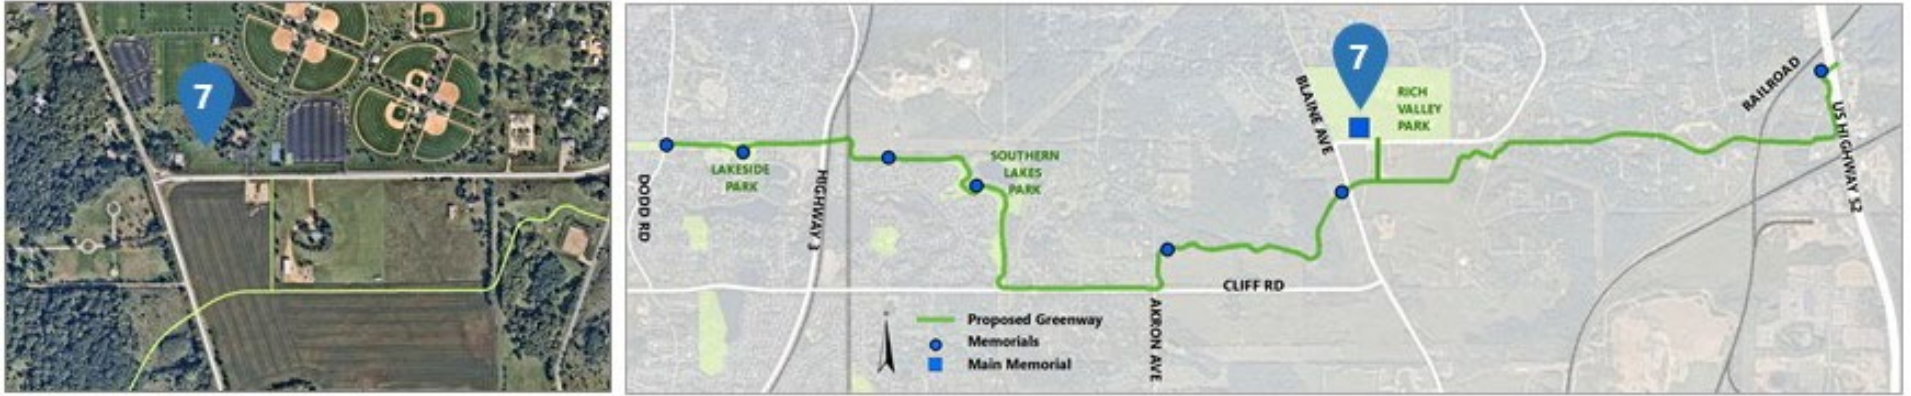 7
7
BLAINE AVE
RICH
VALLEY
PARK
RAILROAD
US HIGHWAY 52
DODD RD
LAKESIDE
PARK
HIGHWAY 3
SOUTHERN
LAKES
PARK
AKRON AVE
CLIFF RD
Proposed Greenway
Memorials
Main Memorial